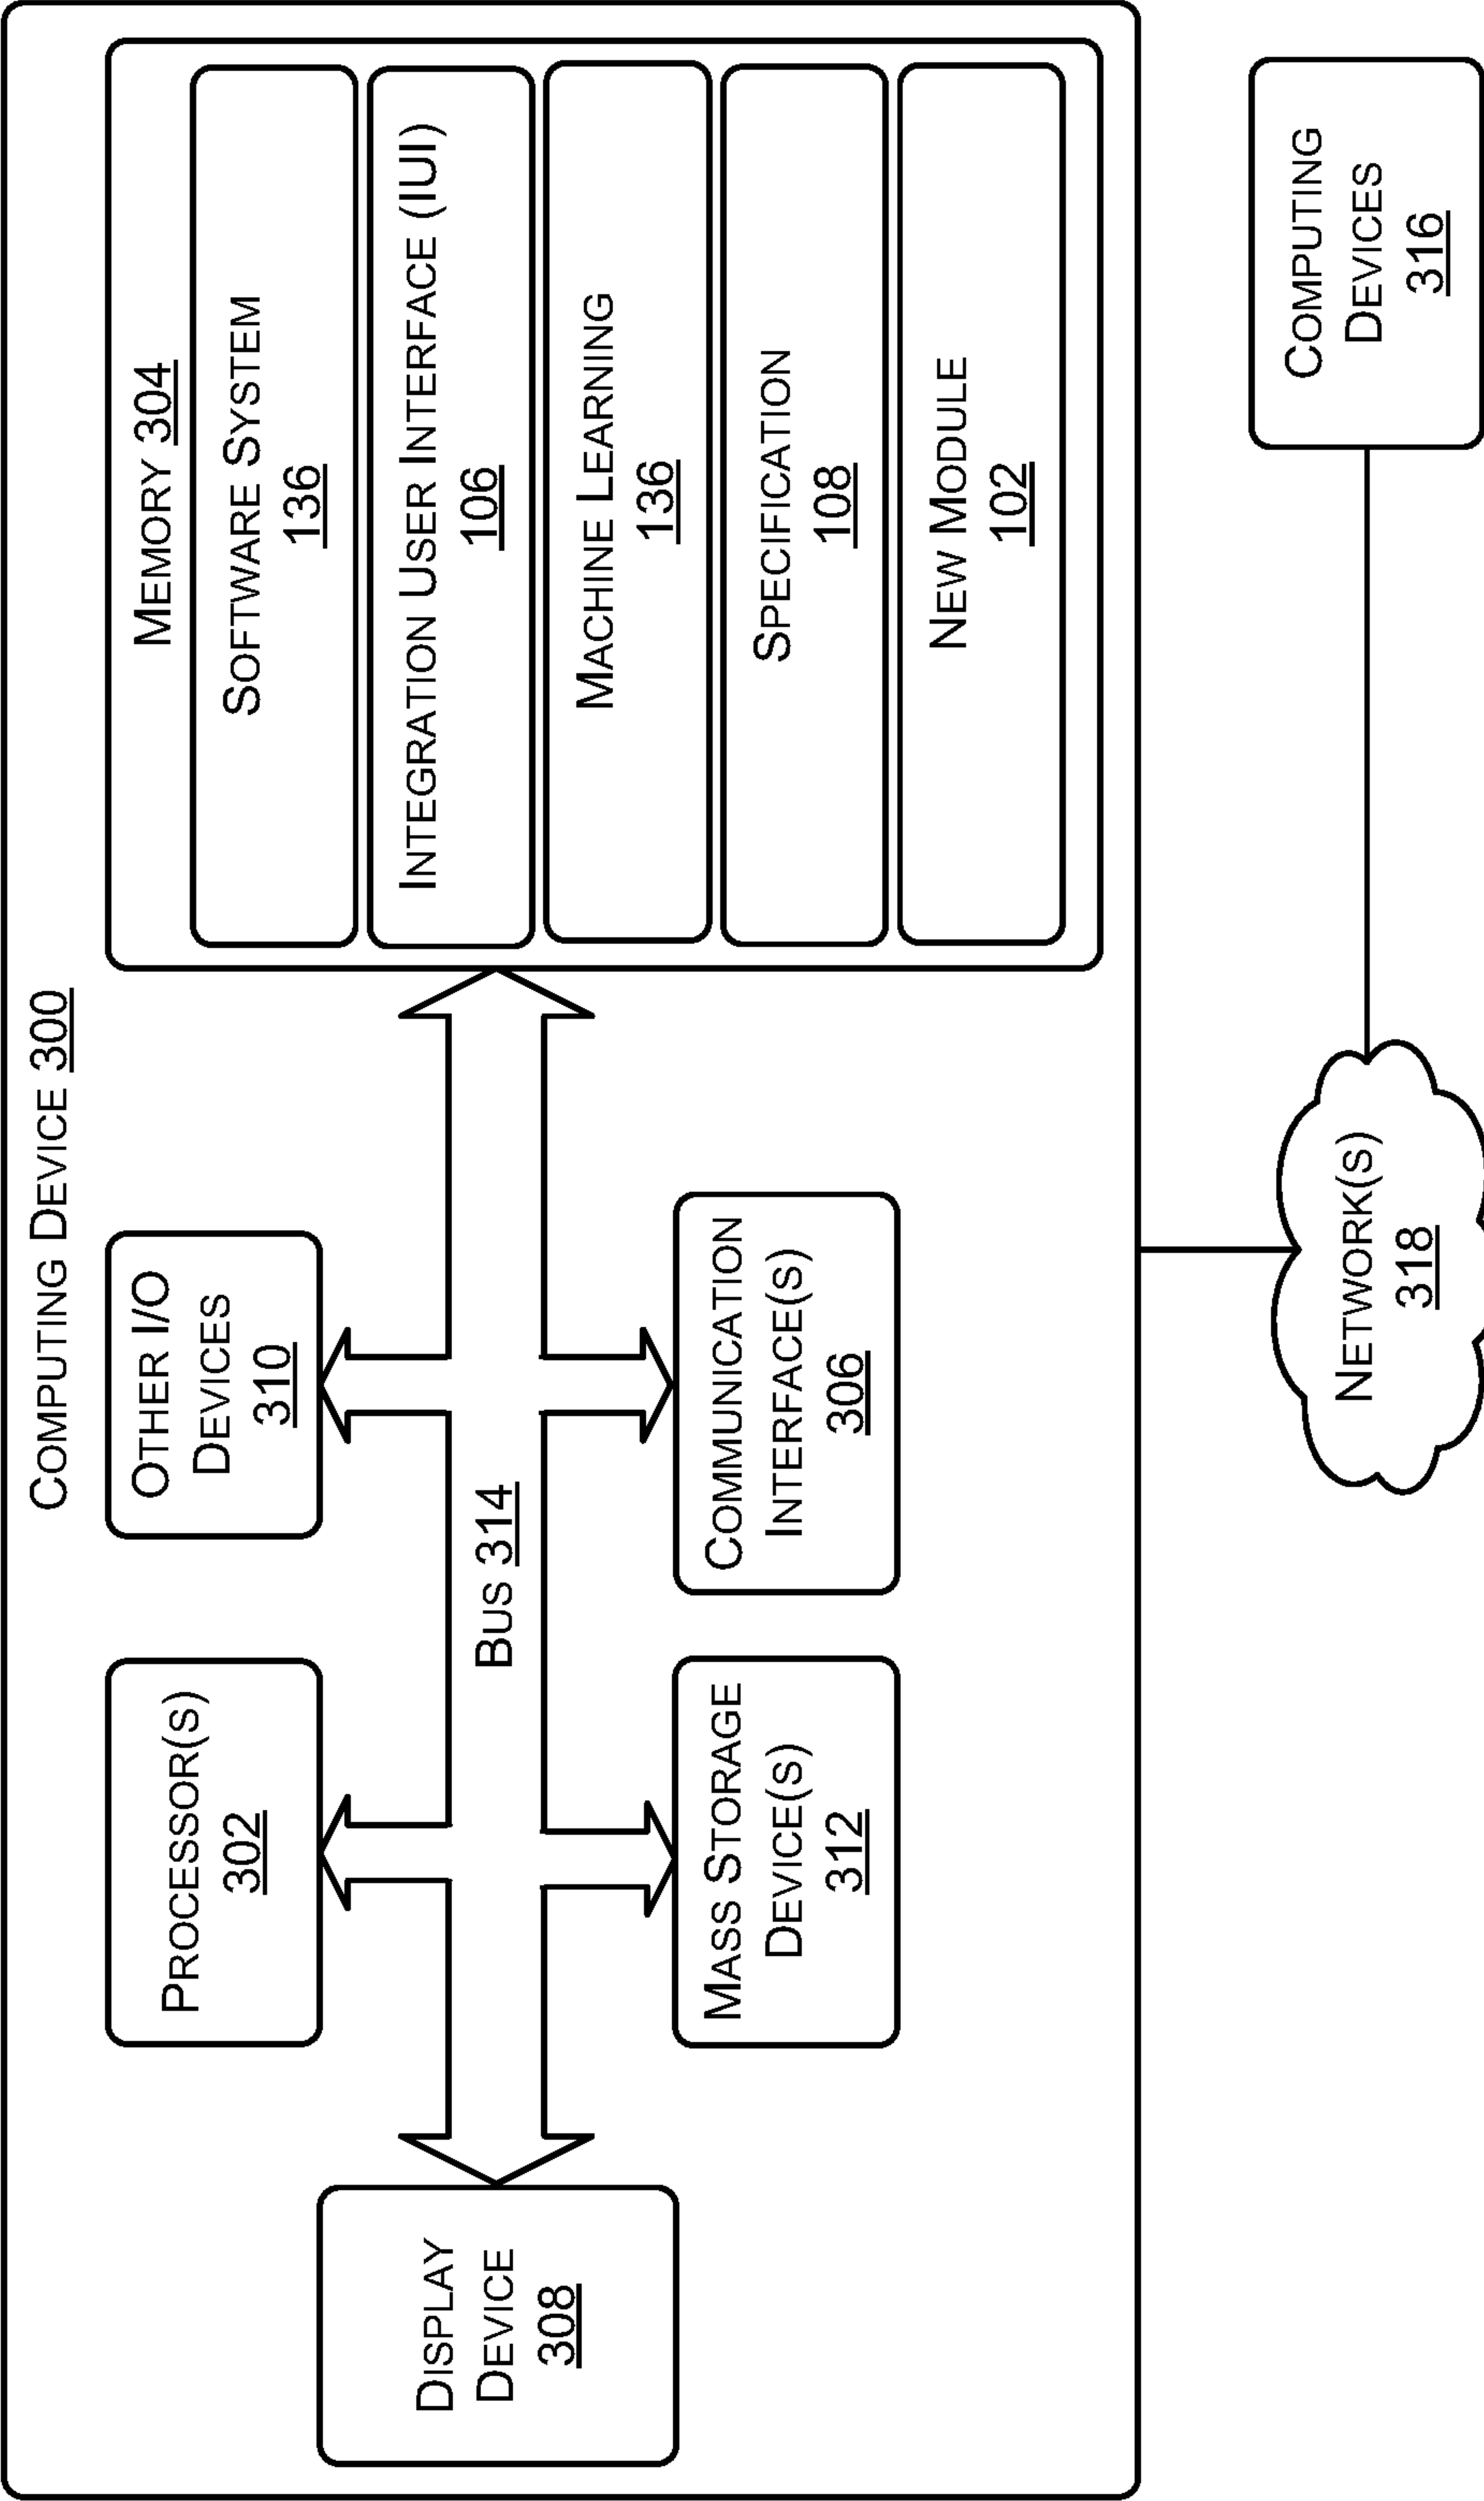 COMPUTING DEVICE 300
PROCESSOR(S)
302
OTHER I/O
DEVICES
310
MEMORY 304
SOFTWARE SYSTEM
136
INTEGRATION USER INTERFACE (IUI)
106
MACHINE LEARNING
136
SPECIFICATION
108
NEW MODULE
102
DISPLAY
DEVICE
308
BUS 314
MASS STORAGE
DEVICE(S)
312
COMMUNICATION
INTERFACE(S)
306
NETWORK(S)
318
COMPUTING
DEVICES
316